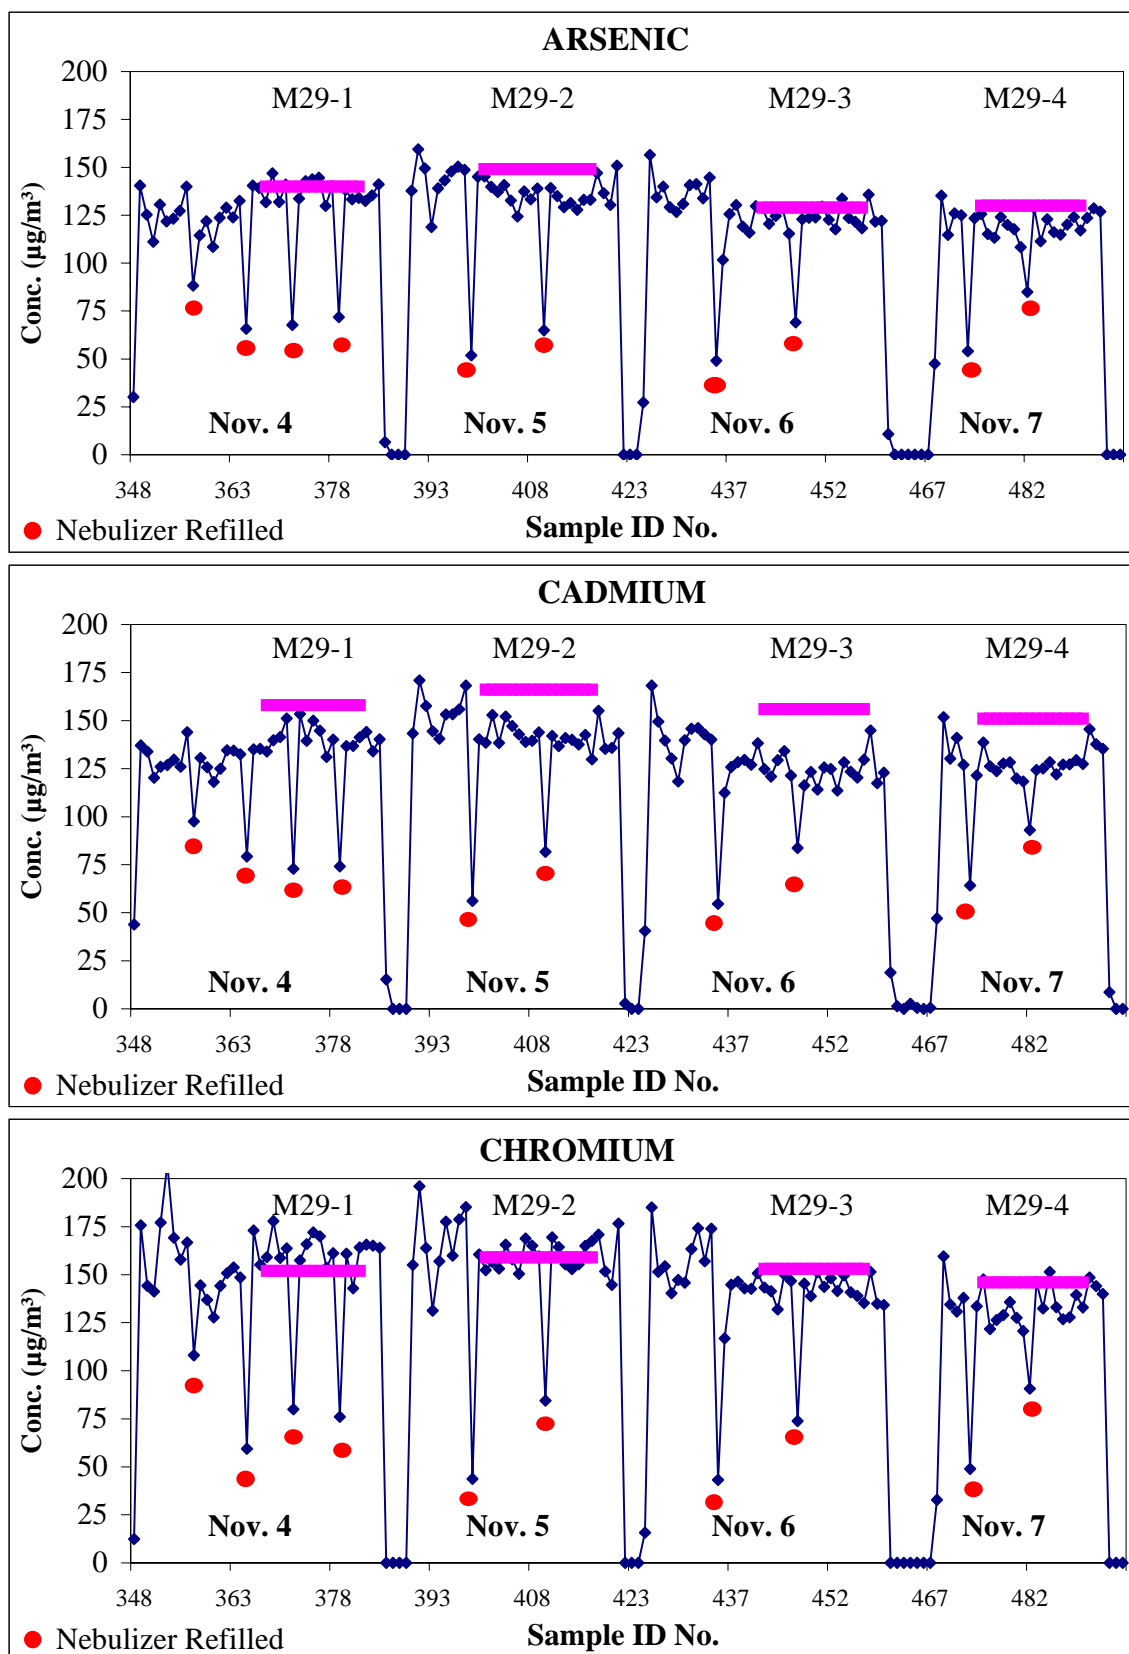 ARSENIC
200
175
150
125
100
75
50
25
0
Conc. (µg/m³)
M29-1 M29-2 M29-3 M29-4
Nov. 4 Nov. 5 Nov. 6 Nov. 7
348 363 378 393 408 423 437 452 467 482
Nebulizer Refilled Sample ID No.
CADMIUM
200
175
150
125
100
75
50
25
0
Conc. (µg/m³)
M29-1 M29-2 M29-3 M29-4
Nov. 4 Nov. 5 Nov. 6 Nov. 7
348 363 378 393 408 423 437 452 467 482
Nebulizer Refilled Sample ID No.
CHROMIUM
200
175
150
125
100
75
50
25
0
Conc. (µg/m³)
M29-1 M29-2 M29-3 M29-4
Nov. 4 Nov. 5 Nov. 6 Nov. 7
348 363 378 393 408 423 437 452 467 482
Nebulizer Refilled Sample ID No.